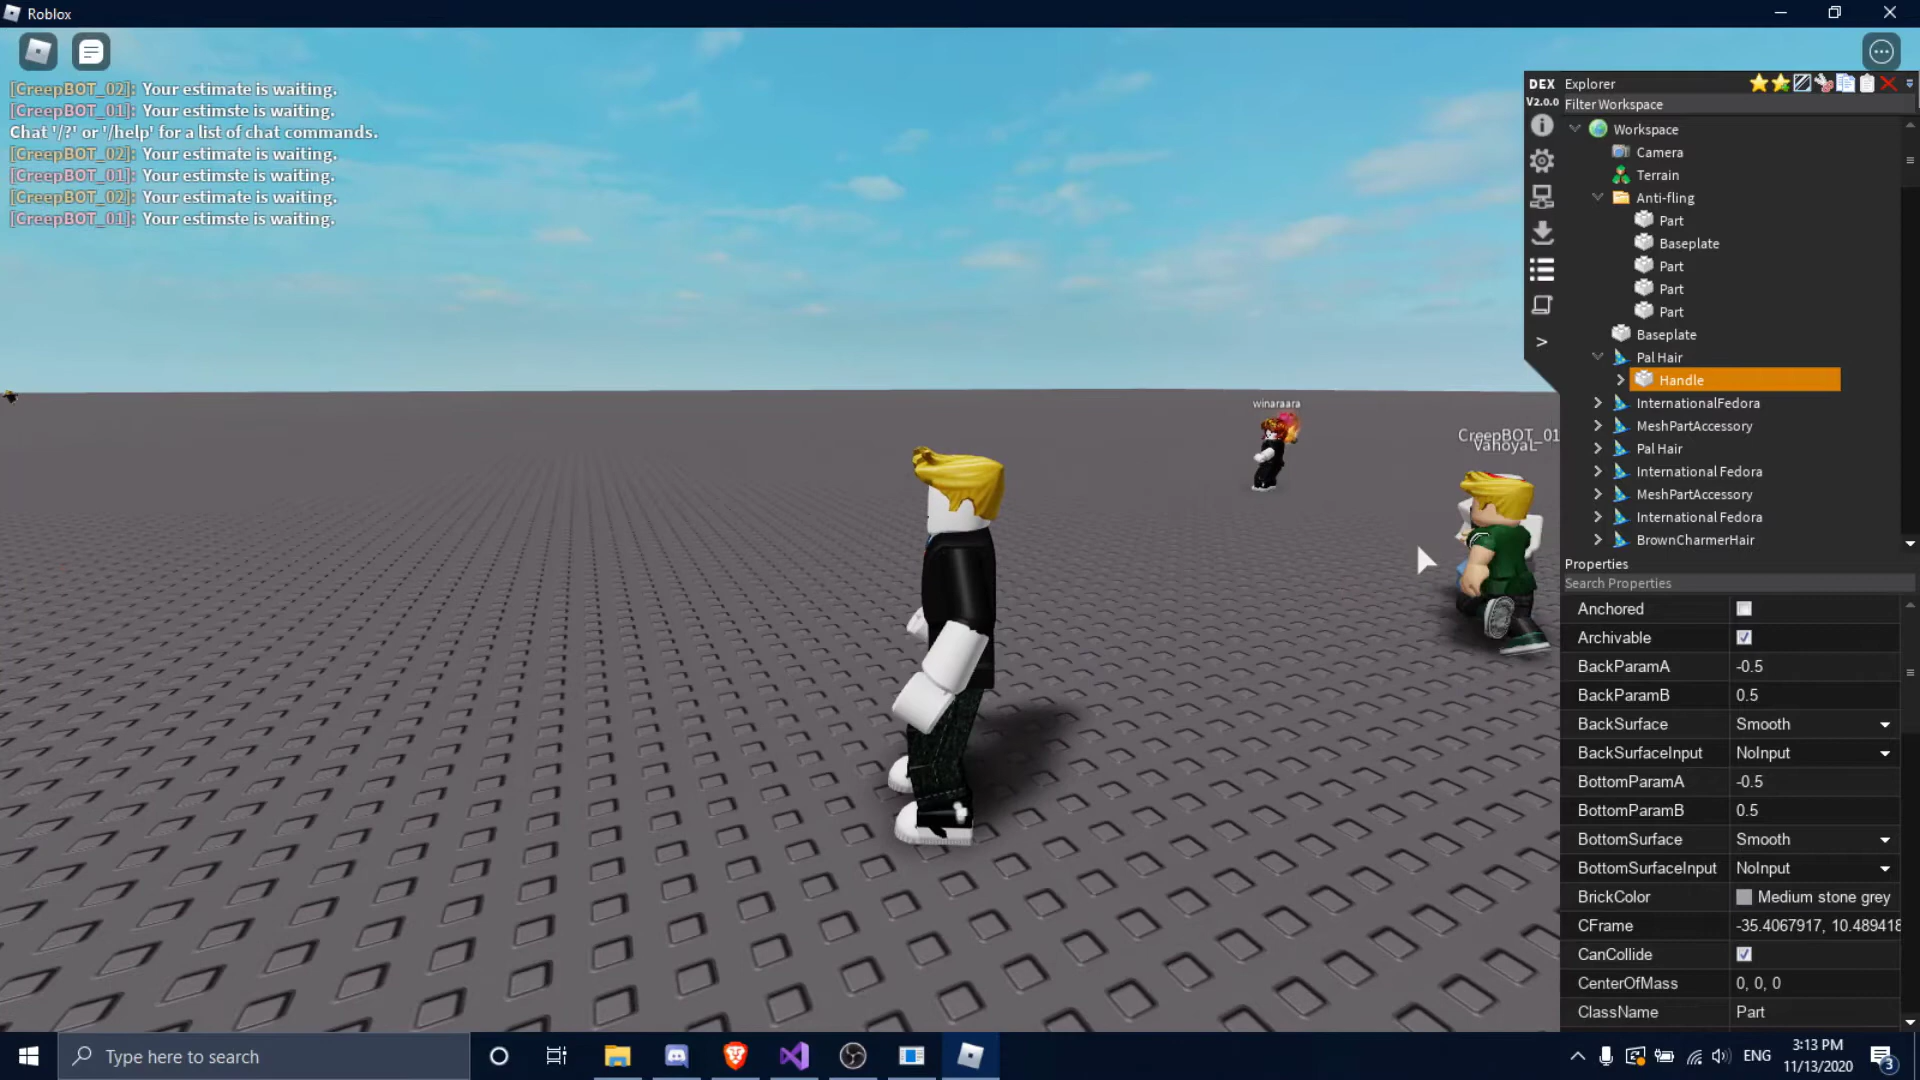 Roblox
[CreepBOT_02]: Your estimate is waiting.
[CreepBOT_01]: Your estimste is waiting.
Chat '/?' or '/help' for a list of chat commands.
[CreepBOT_02]: Your estimate is waiting.
[CreepBOT_01]: Your estimste is waiting.
[CreepBOT_02]: Your estimate is waiting.
[CreepBOT_01]: Your estimste is waiting.
winaraara
CreepBOT_01
VahoyaL
DEX
V2.0.0
Explorer
Filter Workspace
Workspace
Camera
Terrain
Anti-fling
Part
Baseplate
Part
Part
Part
Baseplate
Pal Hair
Handle
InternationalFedora
MeshPartAccessory
Pal Hair
International Fedora
MeshPartAccessory
International Fedora
BrownCharmerHair
Properties
Search Properties
Anchored
Archivable
BackParamA -0.5
BackParamB 0.5
BackSurface Smooth
BackSurfaceInput NoInput
BottomParamA -0.5
BottomParamB 0.5
BottomSurface Smooth
BottomSurfaceInput NoInput
BrickColor Medium stone grey
CFrame -35.4067917, 10.489418
CanCollide
CenterOfMass 0, 0, 0
ClassName Part
Type here to search
ENG
3:13 PM
11/13/2020
3